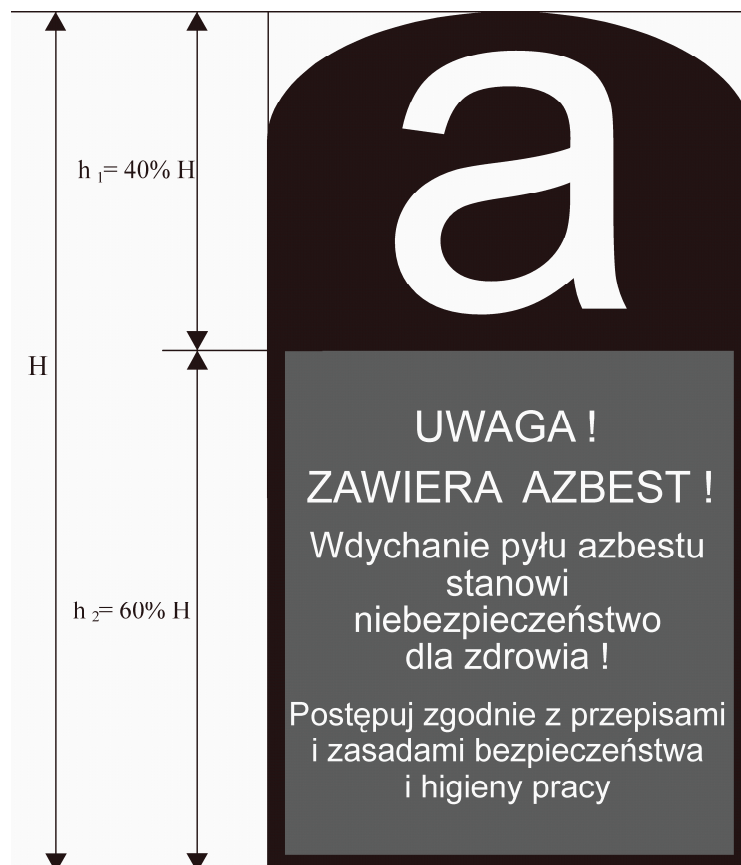 a
h 1= 40% H
H
UWAGA !
ZAWIERA AZBEST !
Wdychanie pyłu azbestu
stanowi
niebezpieczeństwo
dla zdrowia !
h 2= 60% H
Postępuj zgodnie z przepisami
i zasadami bezpieczeństwa
i higieny pracy